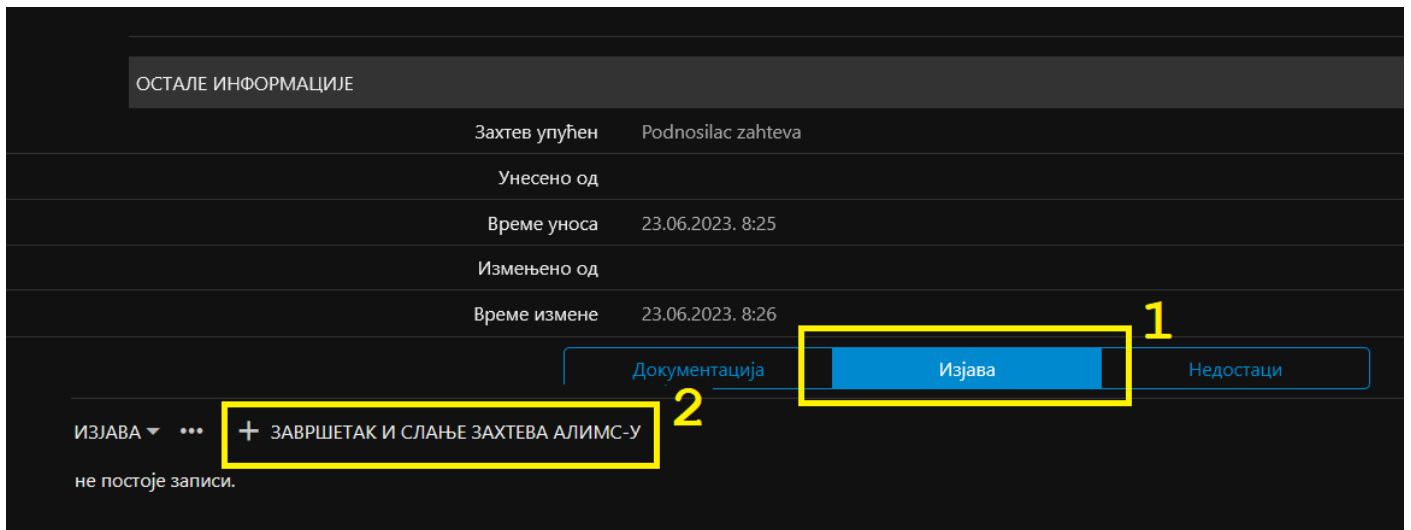 ОСТАЛЕ ИНФОРМАЦИЈЕ
Захтев упућен Podnosilac zahteva
Унесено од
Време уноса 23.06.2023. 8:25
Измењено од
Време измене 23.06.2023. 8:26
1
Документација Изјава Недостаци
2
ИЗЈАВА ••• + ЗАВРШЕТАК И СЛАЊЕ ЗАХТЕВА АЛИМС-У
не постоје записи.